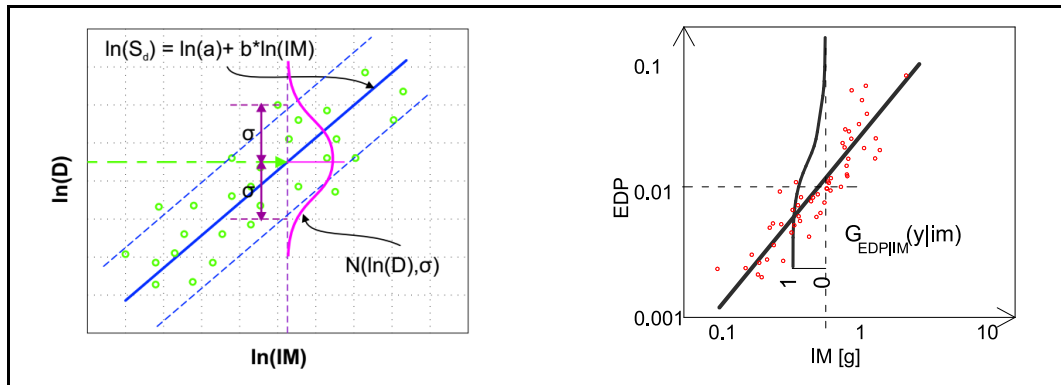 ln(S_d) = ln(a)+ b*ln(IM)
σ
σ
ln(D)
N(ln(D),σ)
ln(IM)
0.1
0.01
EDP
G_EDP|IM(y|im)
1
0
0.001
0.1
1
10
IM [g]